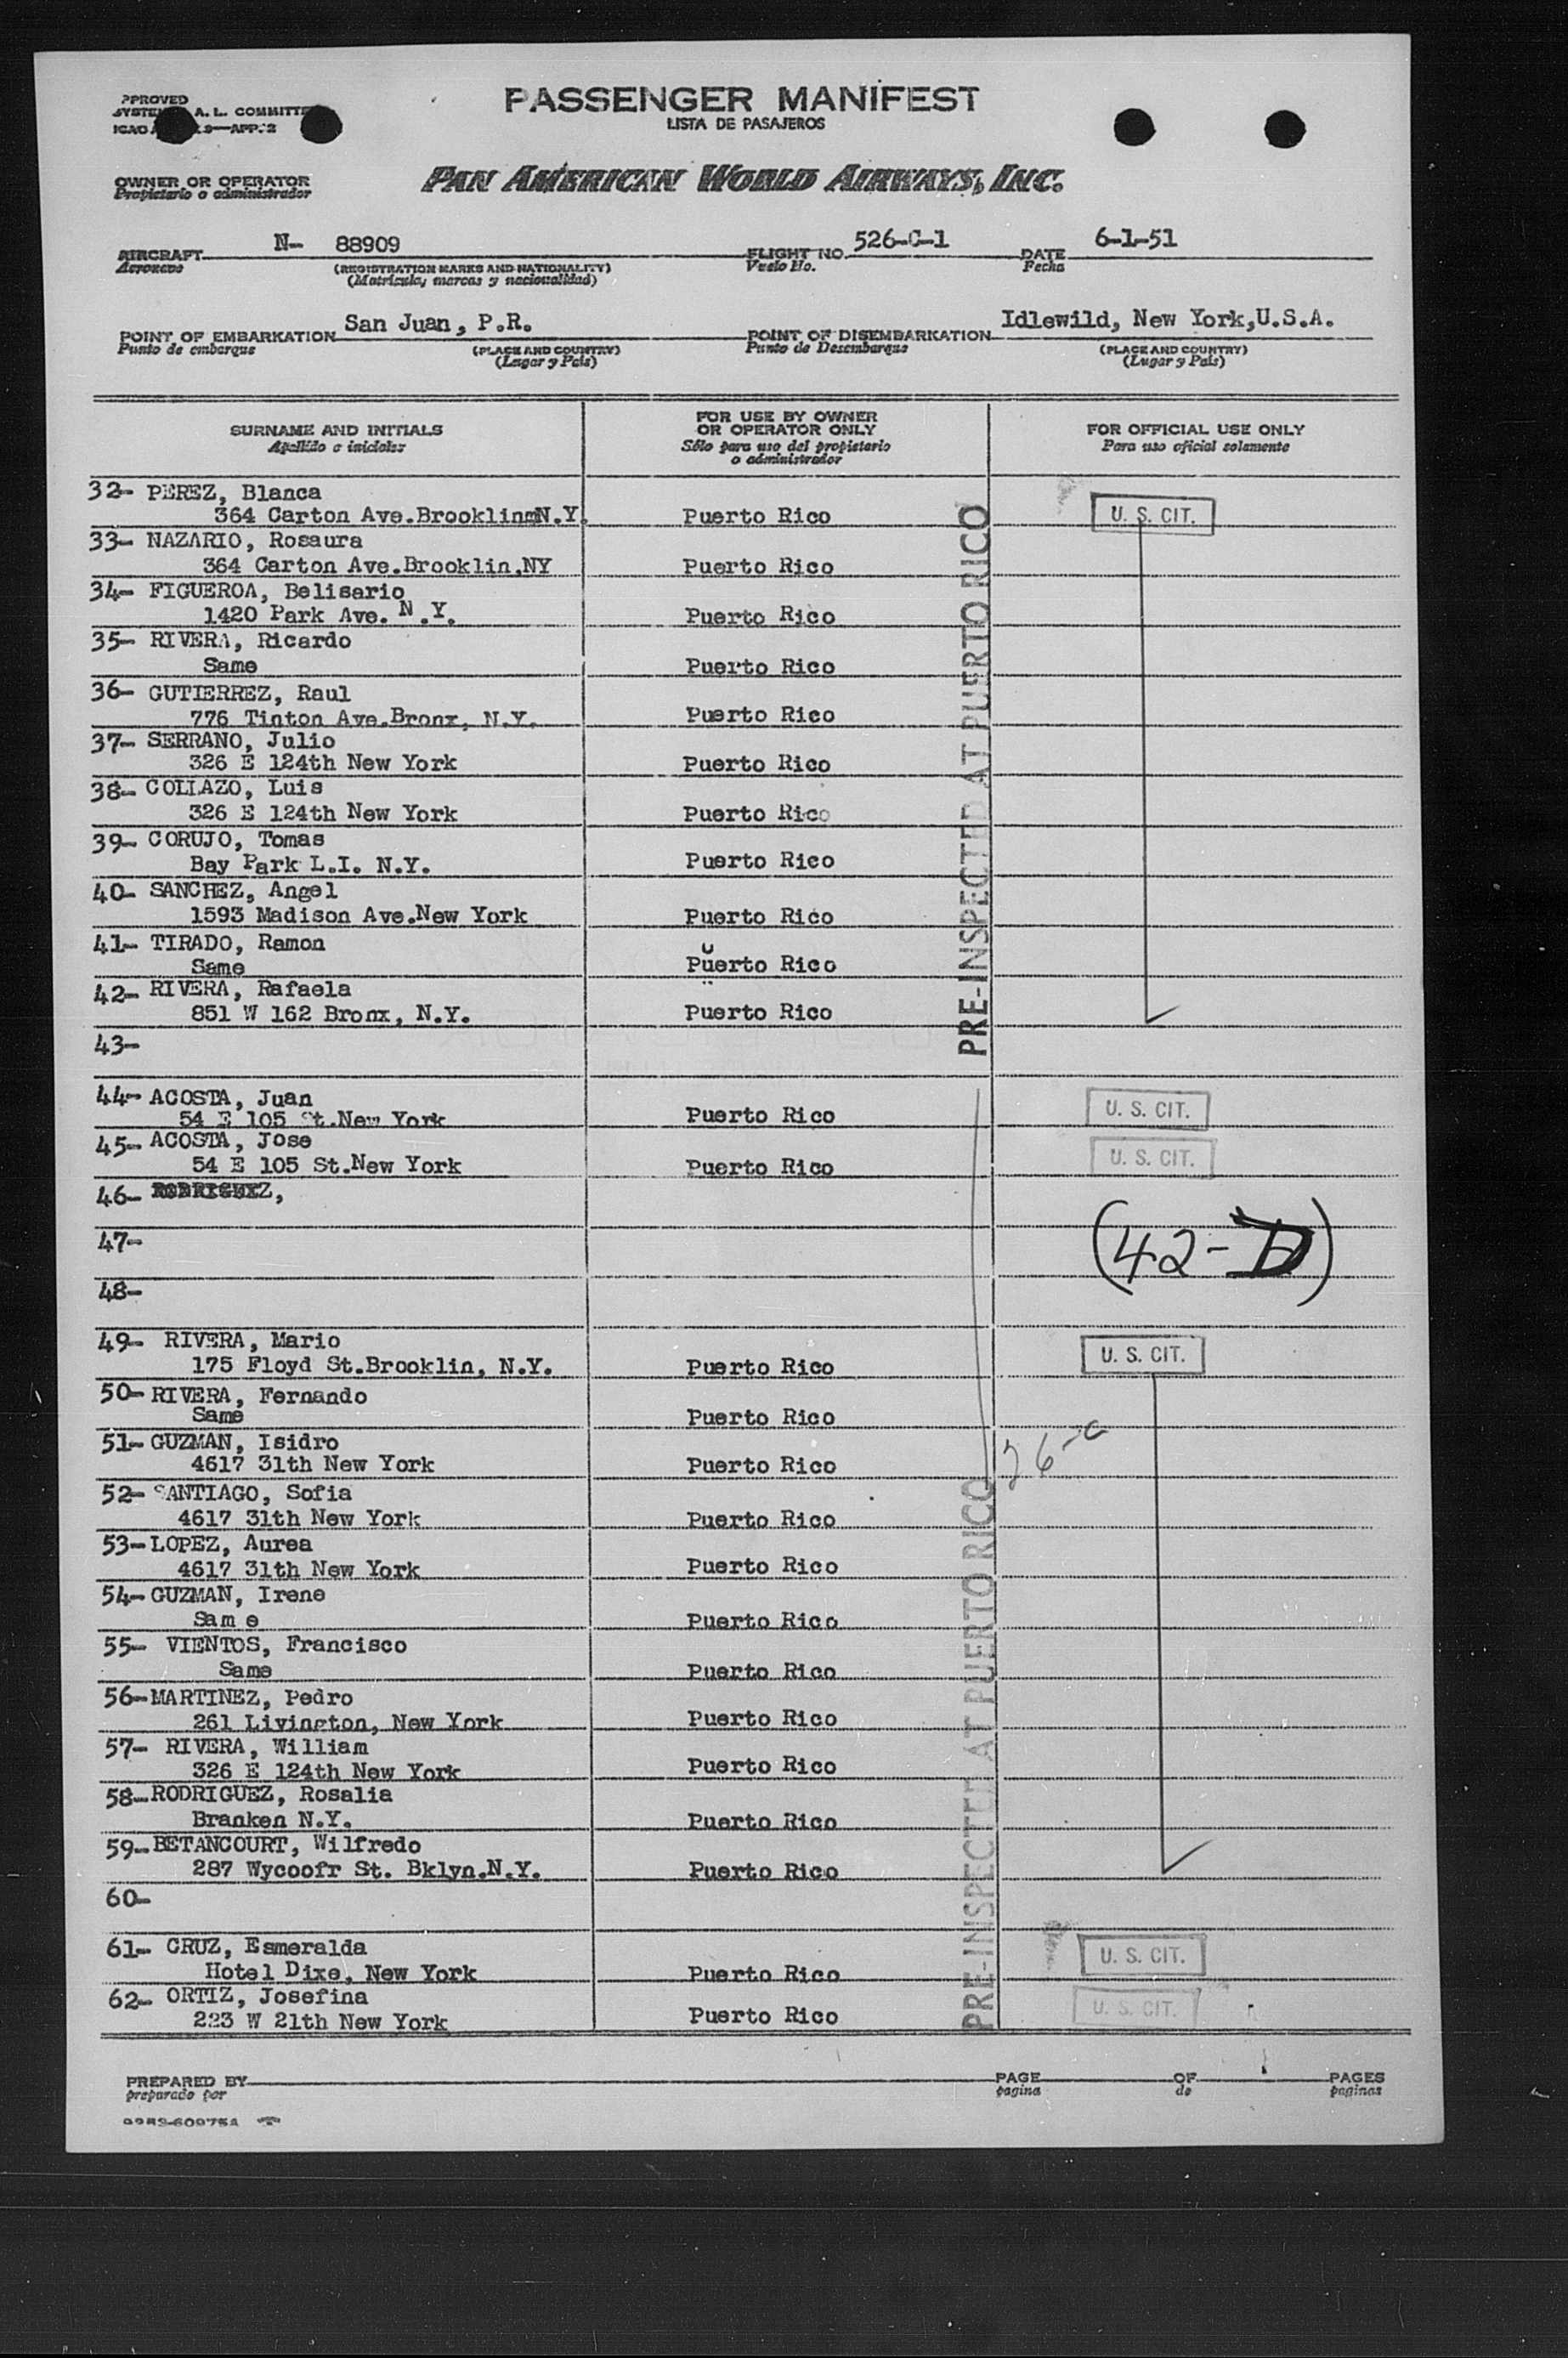 PPROVED
SYSTE A. L. COMMITTE
ICAO A 9—APP. 2
PASSENGER MANIFEST
LISTA DE PASAJEROS
OWNER OR OPERATOR
Propietario o administrador
PAN AMERICAN WORLD AIRWAYS, INC.
AIRCRAFT N- 88909 FLIGHT NO. 526-C-1 DATE 6-1-51
Aeronave (REGISTRATION MARKS AND NATIONALITY) Vuelo No. Fecha
(Matrícula, marcas y nacionalidad)
POINT OF EMBARKATION San Juan, P.R. POINT OF DISEMBARKATION Idlewild, New York,U.S.A.
Punto de embarque (PLACE AND COUNTRY) Punto de Desembarque (PLACE AND COUNTRY)
(Lugar y País) (Lugar y País)
SURNAME AND INITIALS
Apellido e iniciales
FOR USE BY OWNER
OR OPERATOR ONLY
Sólo para uso del propietario
o administrador
FOR OFFICIAL USE ONLY
Para uso oficial solamente
32- PEREZ, Blanca
364 Carton Ave.BrooklinmN.Y. Puerto Rico U. S. CIT.
33- NAZARIO, Rosaura
364 Carton Ave.Brooklin,NY Puerto Rico
34- FIGUEROA, Belisario
1420 Park Ave. N.Y. Puerto Rico
35- RIVERA, Ricardo
Same Puerto Rico
36- GUTIERREZ, Raul
776 Tinton Ave.Bronx, N.Y. Puerto Rico
37- SERRANO, Julio
326 E 124th New York Puerto Rico
38- COLLAZO, Luis
326 E 124th New York Puerto Rico
39- CORUJO, Tomas
Bay Park L.I. N.Y. Puerto Rico
40- SANCHEZ, Angel
1593 Madison Ave.New York Puerto Rico
41- TIRADO, Ramon
Same Puerto Rico
42- RIVERA, Rafaela
851 W 162 Bronx, N.Y. Puerto Rico
PRE-INSPECTED AT PUERTO RICO
43-
44- ACOSTA, Juan
54 E 105 St.New York Puerto Rico U. S. CIT.
45- ACOSTA, Jose
54 E 105 St.New York Puerto Rico U. S. CIT.
46- RODRIGUEZ,
47-
(42-D)
48-
49- RIVERA, Mario
175 Floyd St.Brooklin, N.Y. Puerto Rico U. S. CIT.
50- RIVERA, Fernando
Same Puerto Rico
51- GUZMAN, Isidro
4617 31th New York Puerto Rico
52- SANTIAGO, Sofia
4617 31th New York Puerto Rico
53- LOPEZ, Aurea
4617 31th New York Puerto Rico
54- GUZMAN, Irene
Sam e Puerto Rico
55- VIENTOS, Francisco
Same Puerto Rico
56- MARTINEZ, Pedro
261 Livington, New York Puerto Rico
57- RIVERA, William
326 E 124th New York Puerto Rico
58- RODRIGUEZ, Rosalia
Branken N.Y. Puerto Rico
59- BETANCOURT, Wilfredo
287 Wycoofr St. Bklyn.N.Y. Puerto Rico
60-
61- CRUZ, Esmeralda
Hotel Dixe, New York Puerto Rico U. S. CIT.
62- ORTIZ, Josefina
223 W 21th New York Puerto Rico U. S. CIT.
PRE-INSPECTED AT PUERTO RICO
PREPARED BY PAGE OF PAGES
preparado por pagina de paginas